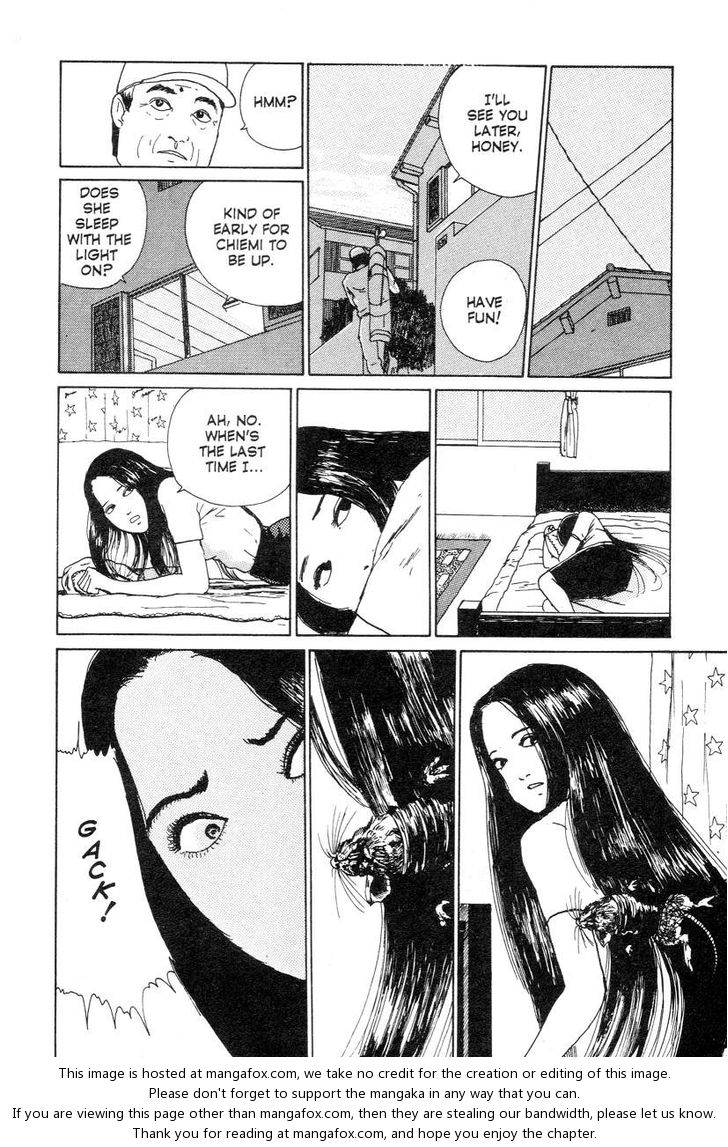 I'LL
SEE YOU
LATER,
HONEY.
HAVE
FUN!
HMM?
KIND OF
EARLY FOR
CHIEMI TO
BE UP.
DOES
SHE
SLEEP
WITH THE
LIGHT
ON?
AH, NO.
WHEN'S
THE LAST
TIME I...
GACK!
This image is hosted at mangafox.com, we take no credit for the creation or editing of this image.
Please don't forget to support the mangaka in any way that you can.
If you are viewing this page other than mangafox.com, then they are stealing our bandwidth, please let us know.
Thank you for reading at mangafox.com, and hope you enjoy the chapter.